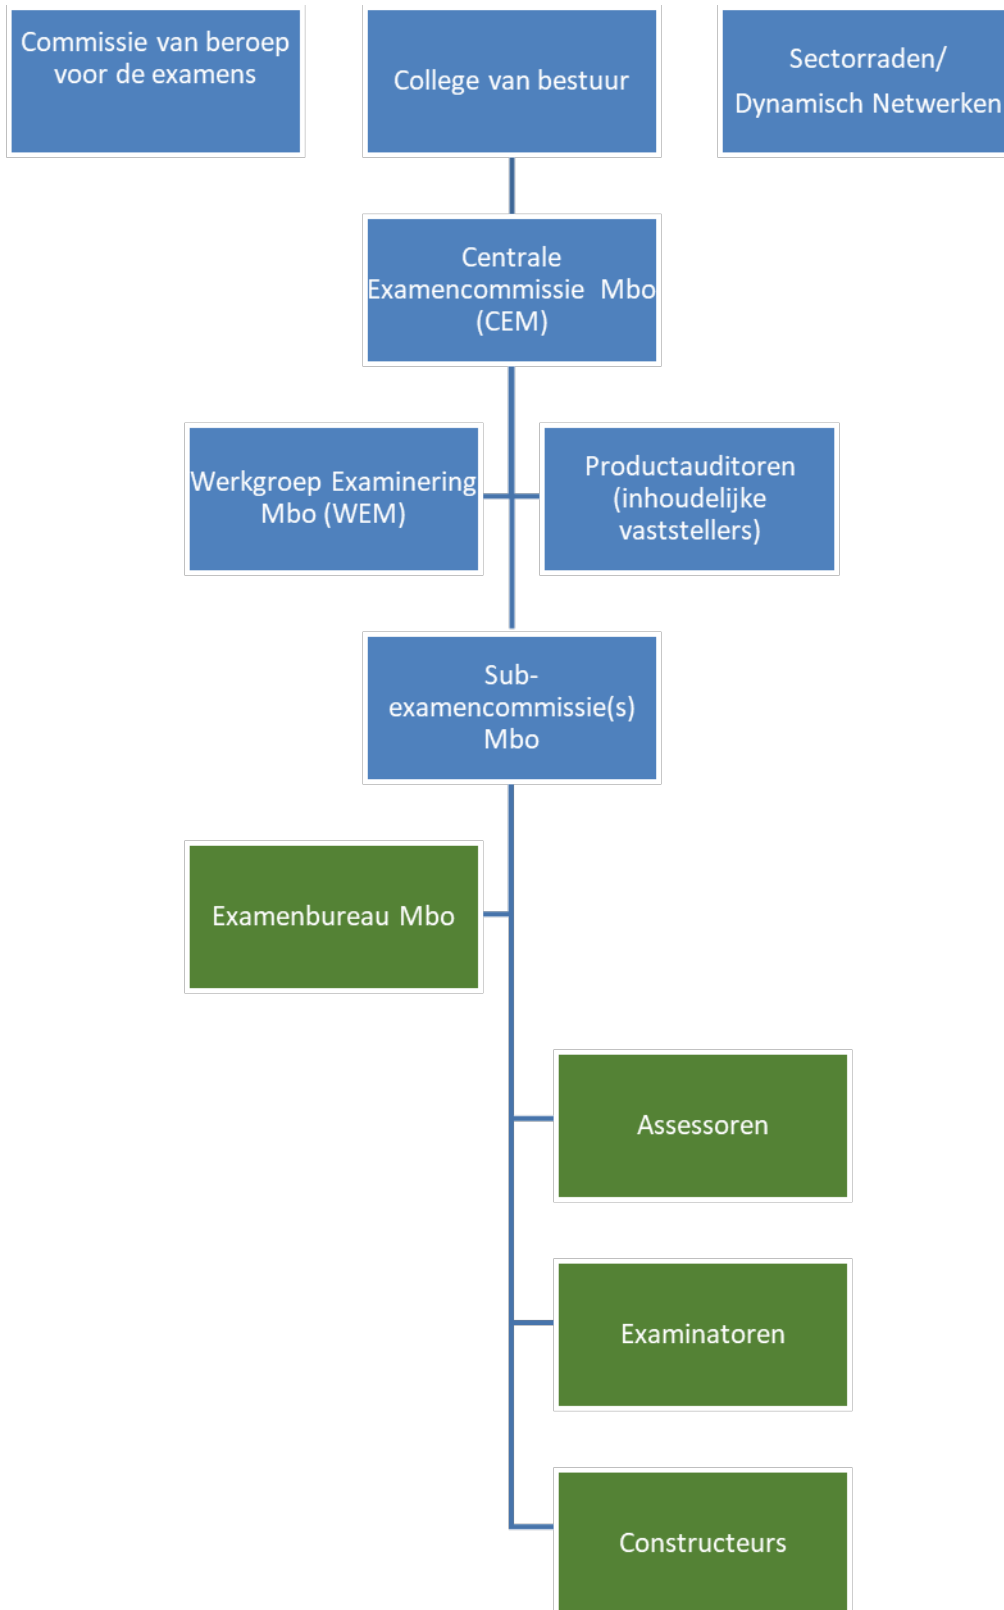 Commissie van beroep
voor de examens
College van bestuur
Sectorraden/
Dynamisch Netwerken
Centrale
Examencommissie Mbo
(CEM)
Werkgroep Examinering
Mbo (WEM)
Productauditoren
(inhoudelijke
vaststellers)
Sub-
examencommissie(s)
Mbo
Examenbureau Mbo
Assessoren
Examinatoren
Constructeurs